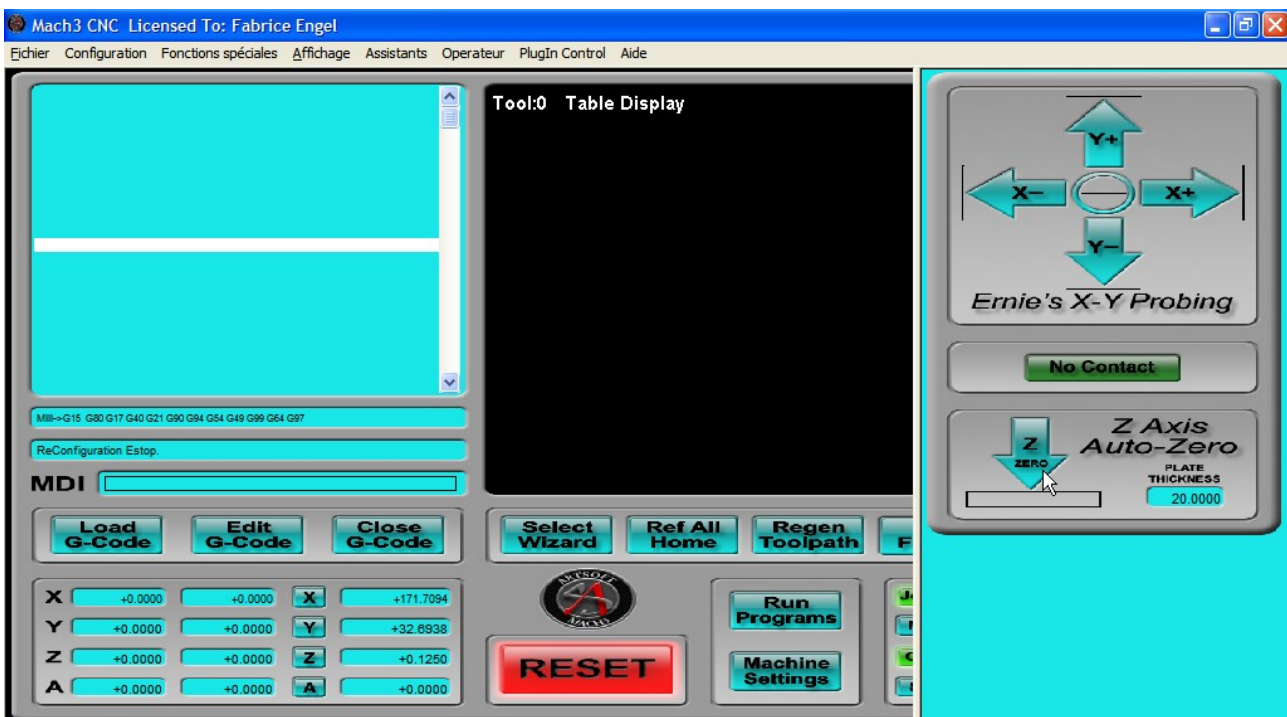 Mach3 CNC Licensed To: Fabrice Engel
Fichier Configuration Fonctions spéciales Affichage Assistants Operateur PlugIn Control Aide
Tool:0 Table Display
Mill->G15 G80 G17 G40 G21 G90 G94 G54 G49 G99 G64 G97
ReConfiguration Estop.
MDI
Load G-Code
Edit G-Code
Close G-Code
Select Wizard
Ref All Home
Regen Toolpath
F
X +0.0000 +0.0000 X +171.7094
Y +0.0000 +0.0000 Y +32.6938
Z +0.0000 +0.0000 Z +0.1250
A +0.0000 +0.0000 A +0.0000
ARTSOFT
MACH3
RESET
Run Programs
Machine Settings
Y+
X- X+
Y-
Ernie's X-Y Probing
No Contact
Z ZERO
Z Axis
Auto-Zero
PLATE
THICKNESS
20.0000